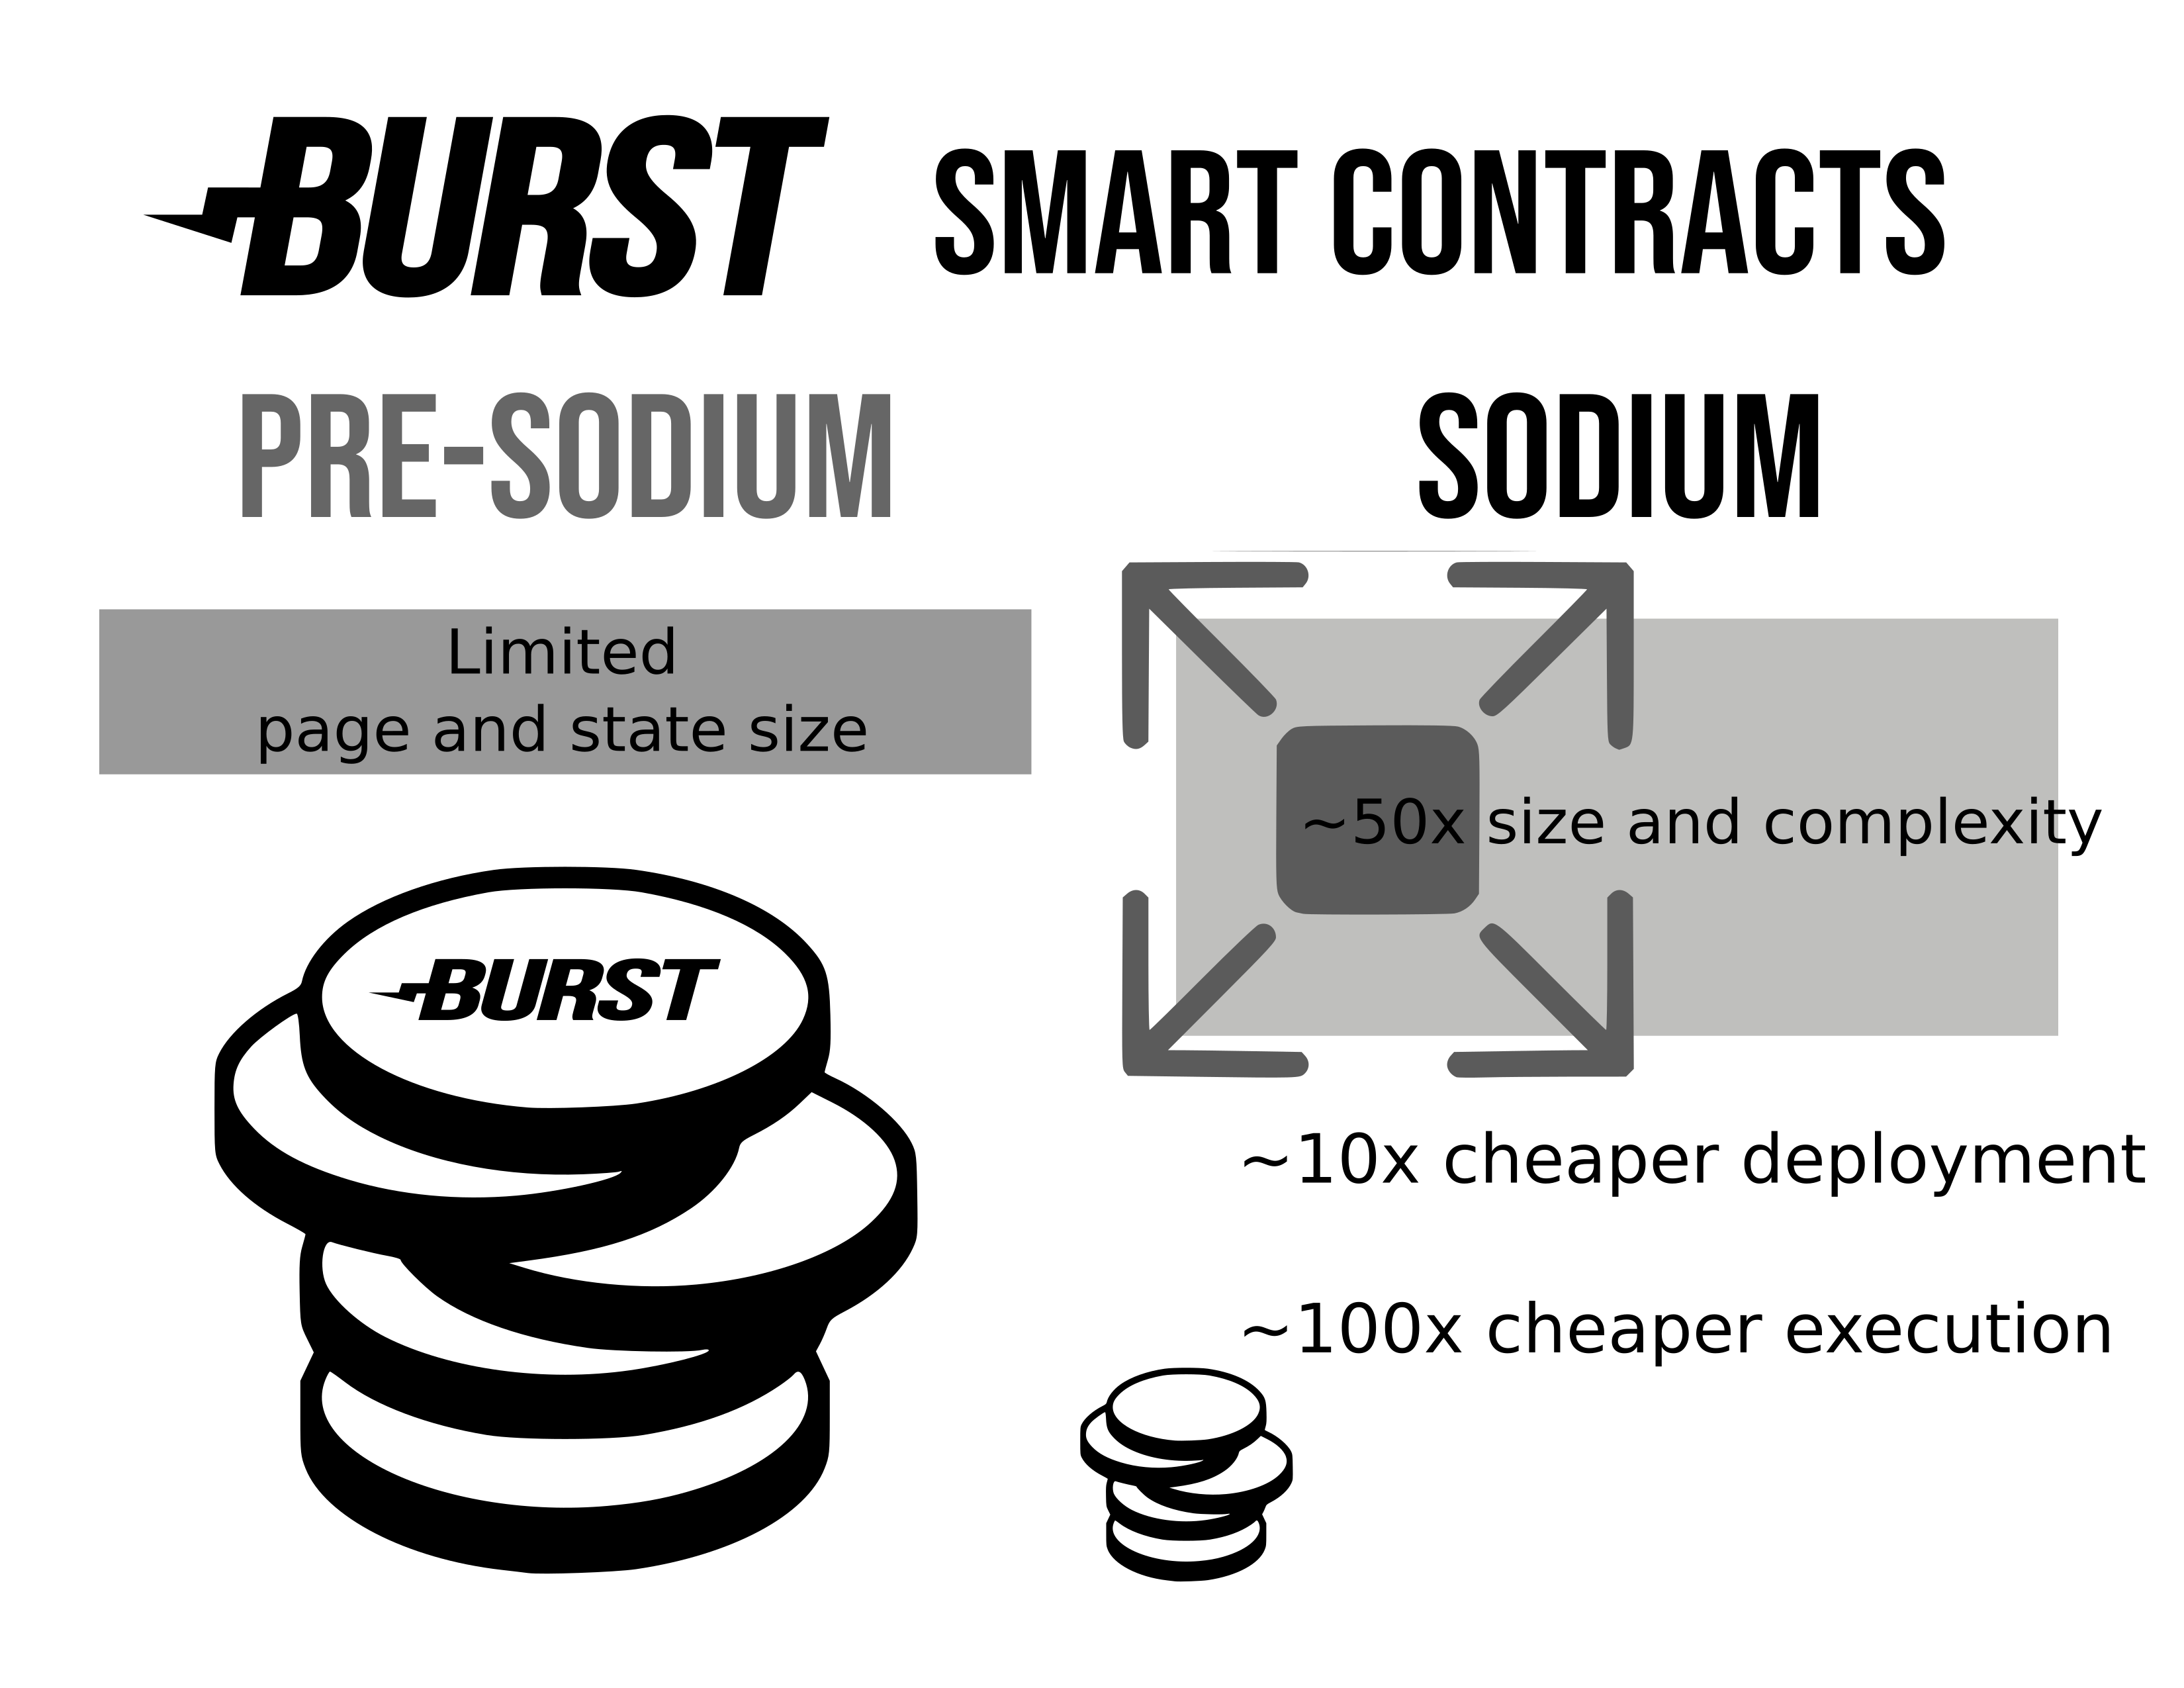 BURST SMART CONTRACTS
PRE-SODIUM
SODIUM
Limited
page and state size
~50x size and complexity
BURST
~10x cheaper deployment
~100x cheaper execution